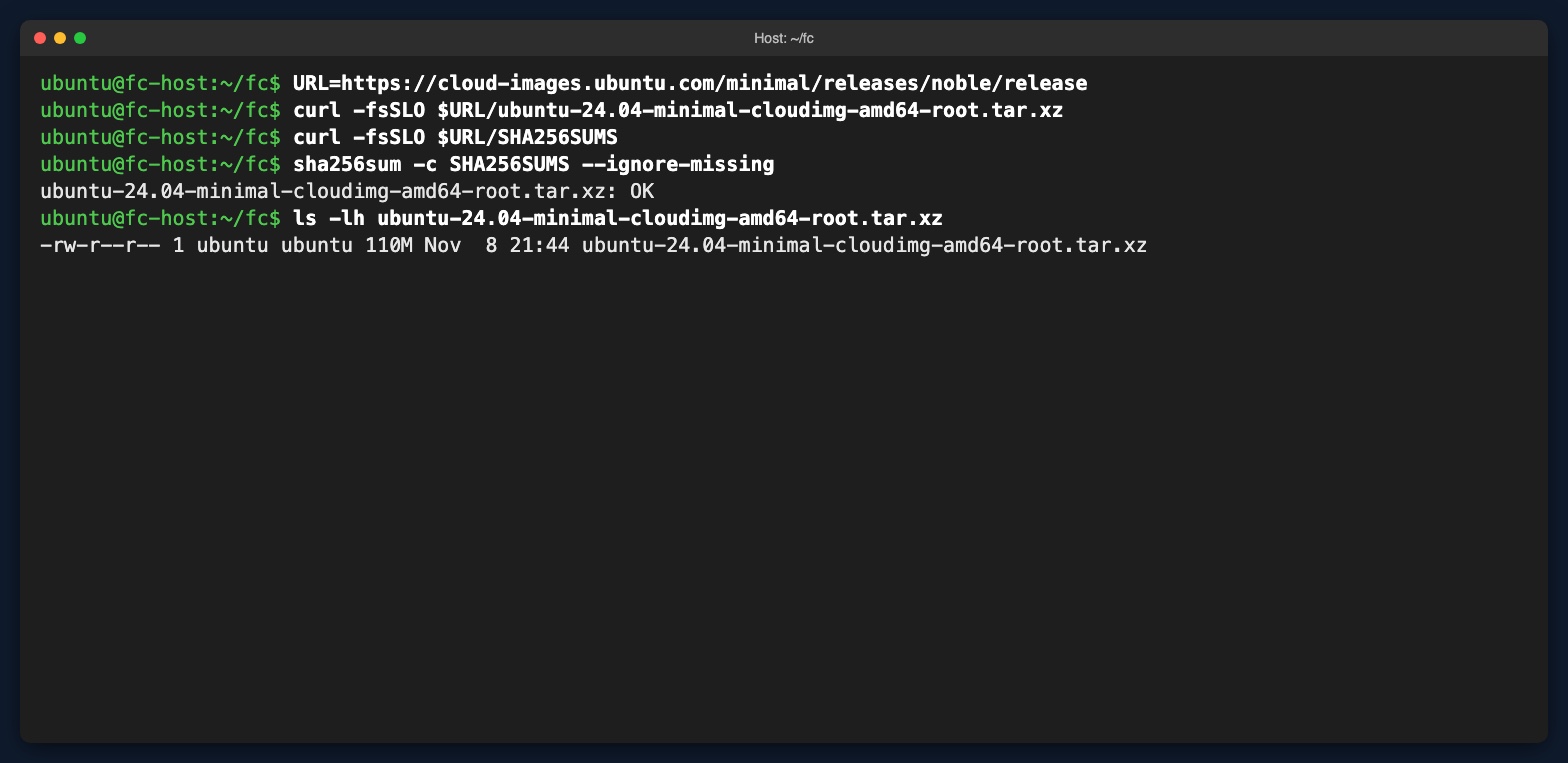 Host: ~/fc
ubuntu@fc-host:~/fc$ URL=https://cloud-images.ubuntu.com/minimal/releases/noble/release
ubuntu@fc-host:~/fc$ curl -fsSLO $URL/ubuntu-24.04-minimal-cloudimg-amd64-root.tar.xz
ubuntu@fc-host:~/fc$ curl -fsSLO $URL/SHA256SUMS
ubuntu@fc-host:~/fc$ sha256sum -c SHA256SUMS --ignore-missing
ubuntu-24.04-minimal-cloudimg-amd64-root.tar.xz: OK
ubuntu@fc-host:~/fc$ ls -lh ubuntu-24.04-minimal-cloudimg-amd64-root.tar.xz
-rw-r--r-- 1 ubuntu ubuntu 110M Nov  8 21:44 ubuntu-24.04-minimal-cloudimg-amd64-root.tar.xz